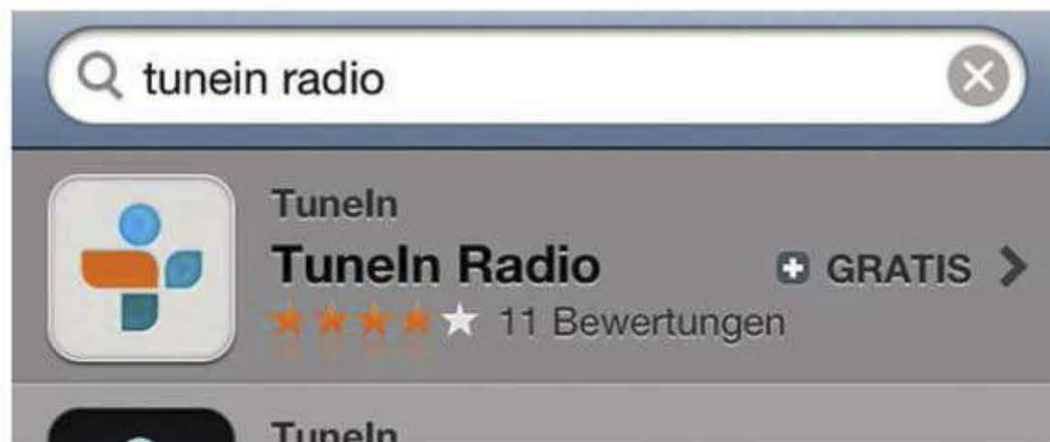 tunein radio
TuneIn
TuneIn Radio
GRATIS
11 Bewertungen
TuneIn